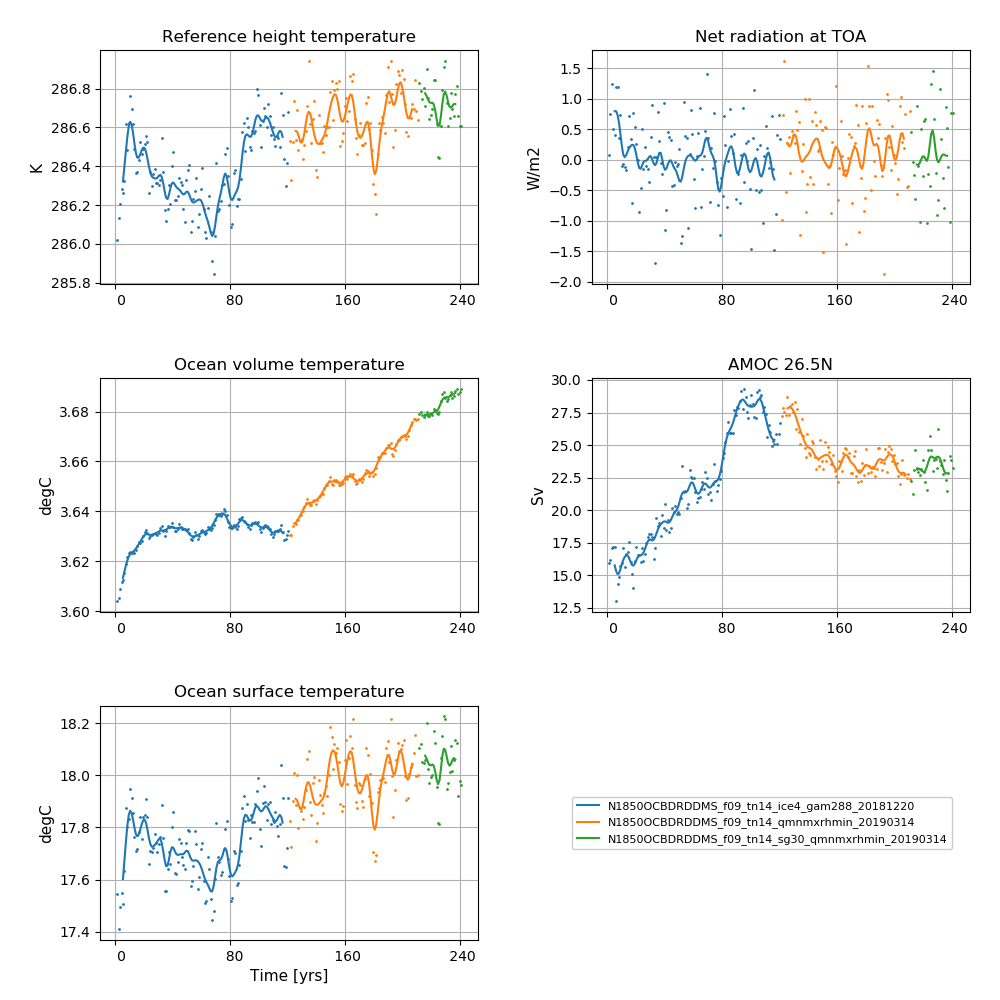 Reference height temperature
K
286.8
286.6
286.4
286.2
286.0
285.8
0 80 160 240
Net radiation at TOA
W/m2
1.5
1.0
0.5
0.0
−0.5
−1.0
−1.5
−2.0
0 80 160 240
Ocean volume temperature
degC
3.68
3.66
3.64
3.62
3.60
0 80 160 240
AMOC 26.5N
Sv
30.0
27.5
25.0
22.5
20.0
17.5
15.0
12.5
0 80 160 240
Ocean surface temperature
degC
18.2
18.0
17.8
17.6
17.4
0 80 160 240
Time [yrs]
N1850OCBDRDDMS_f09_tn14_ice4_gam288_20181220
N1850OCBDRDDMS_f09_tn14_qmnmxrhmin_20190314
N1850OCBDRDDMS_f09_tn14_sg30_qmnnmxrhmin_20190314